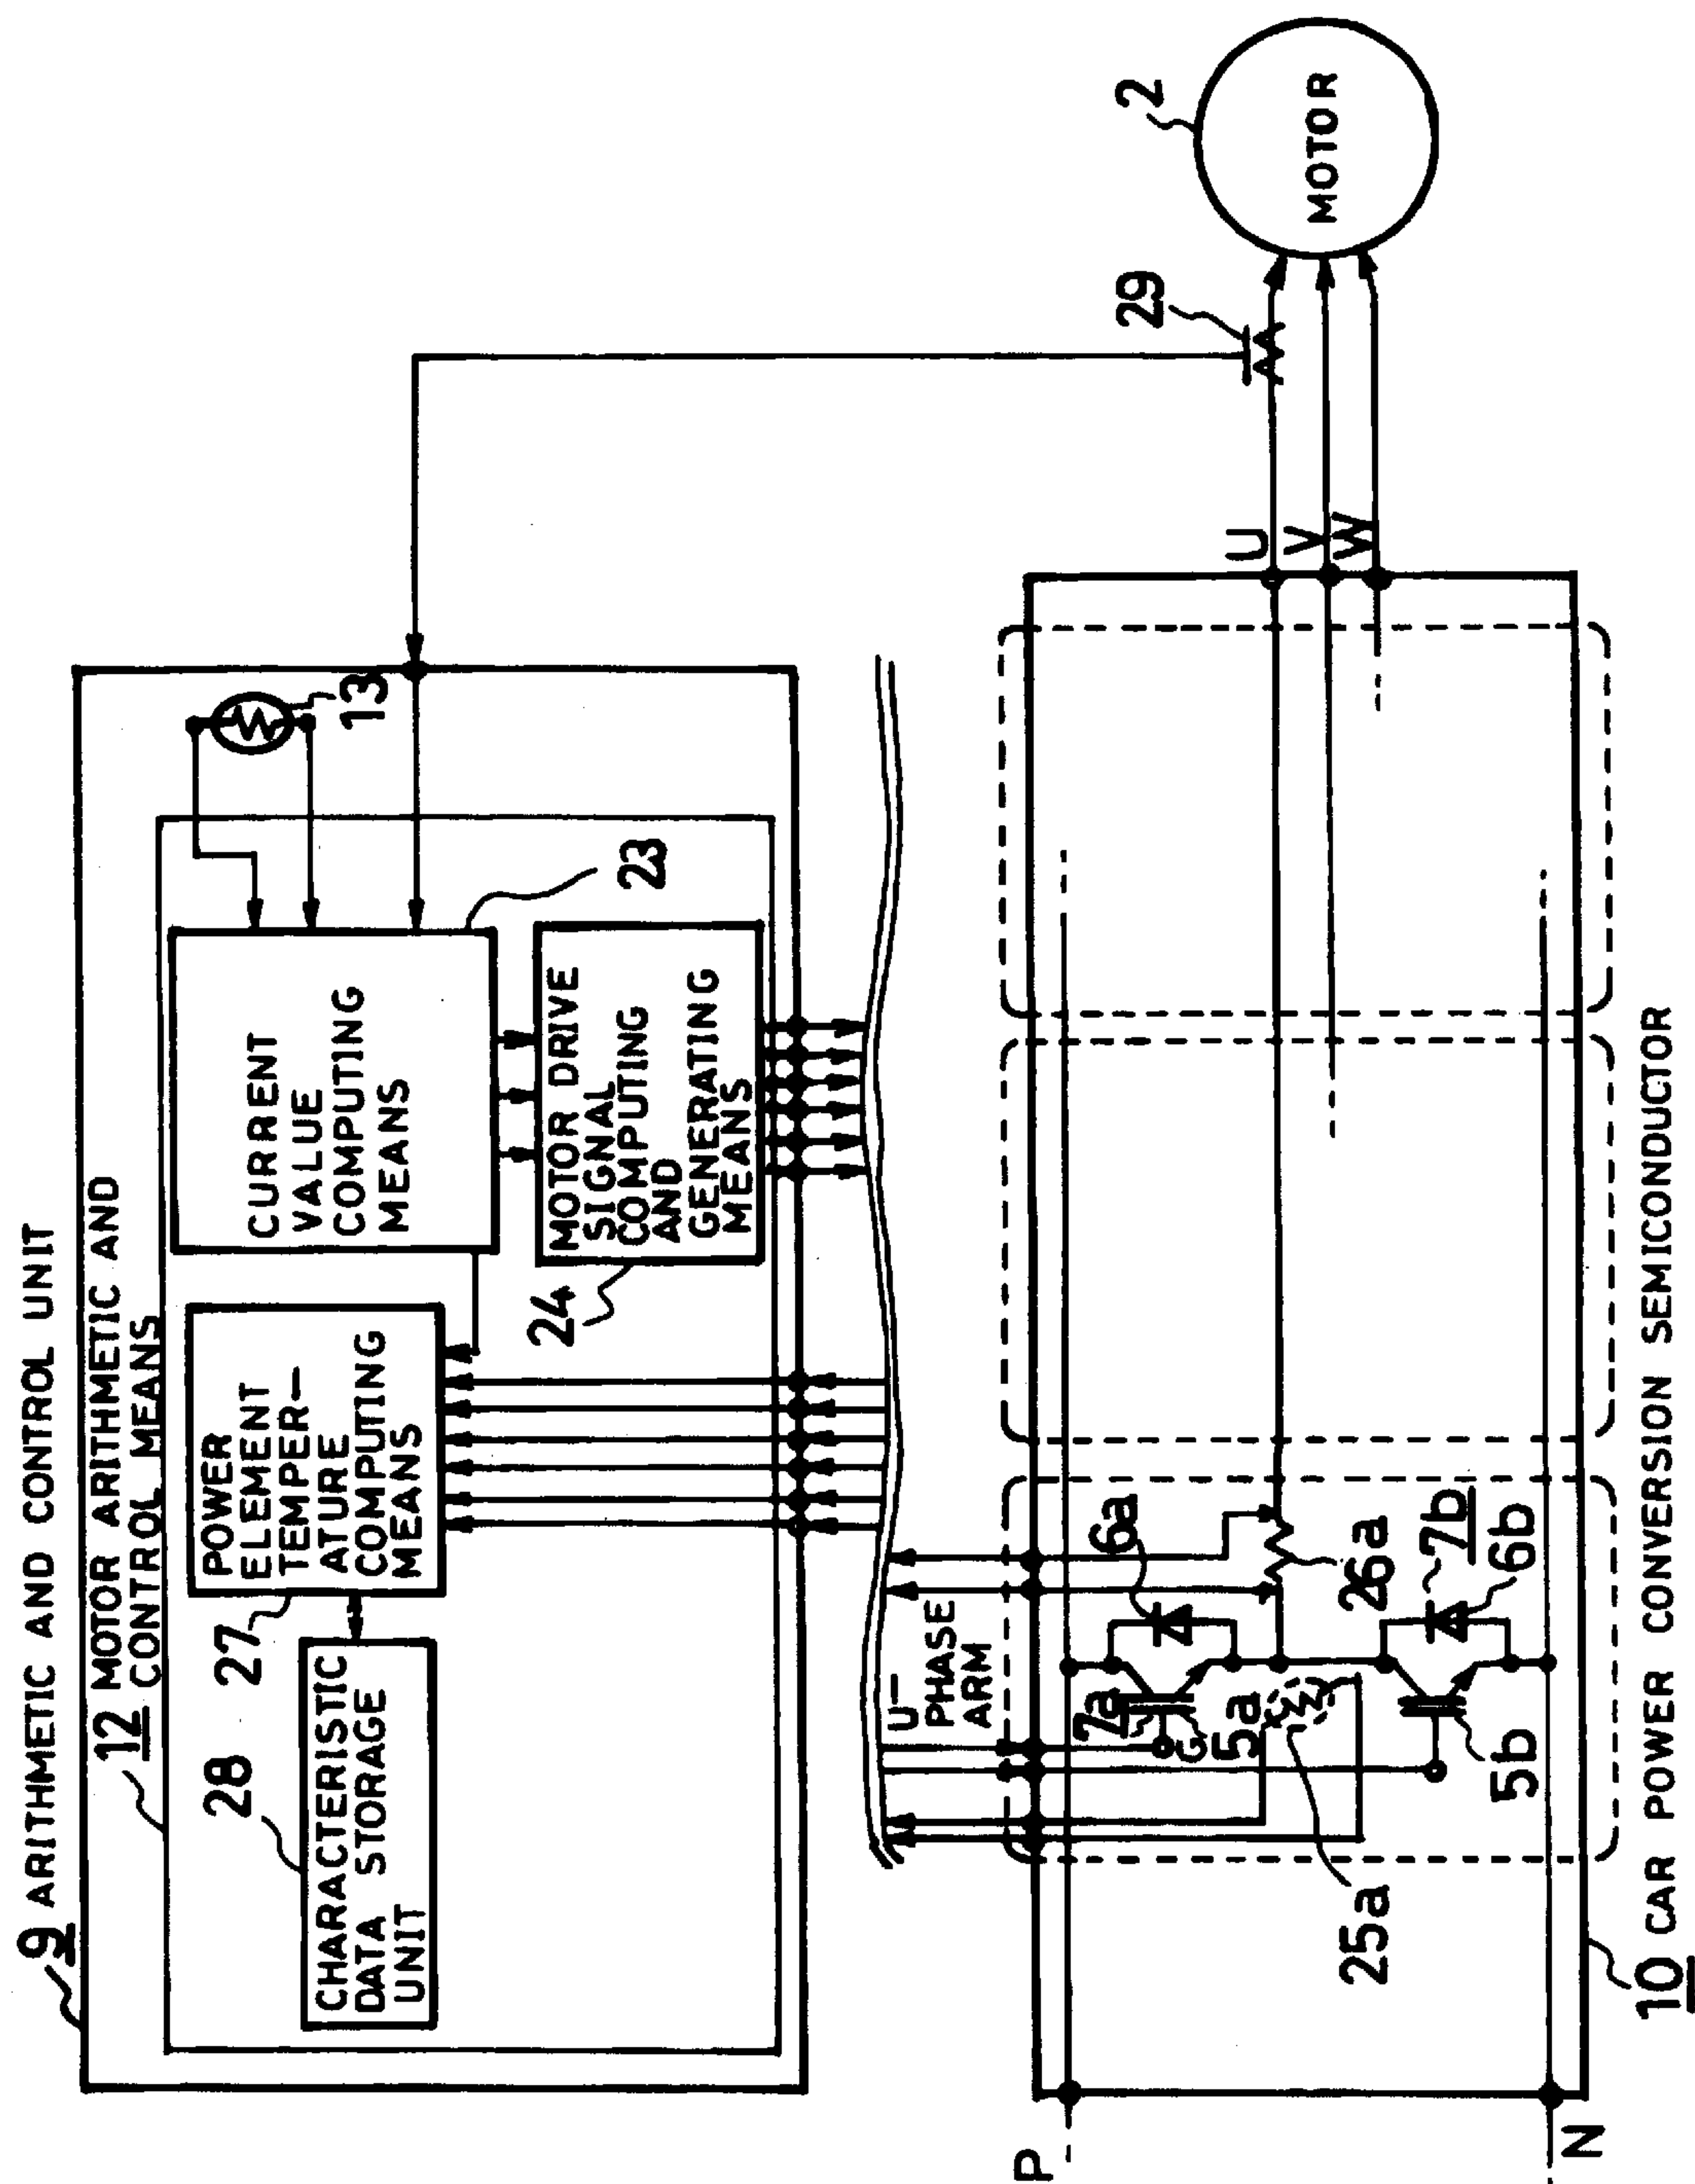 9 ARITHMETIC AND CONTROL UNIT
12 MOTOR ARITHMETIC AND
CONTROL MEANS
28
CHARACTERISTIC
DATA STORAGE
UNIT
27
POWER
ELEMENT
TEMPER-
ATURE
COMPUTING
MEANS
CURRENT
VALUE
COMPUTING
MEANS
23
13
24
MOTOR DRIVE
SIGNAL
COMPUTING
AND
GENERATING
MEANS
29
2
MOTOR
U-
PHASE
ARM
7a
G
5a
6a
25a
26a
5b
7b
6b
U
V
W
P
N
10 CAR POWER CONVERSION SEMICONDUCTOR